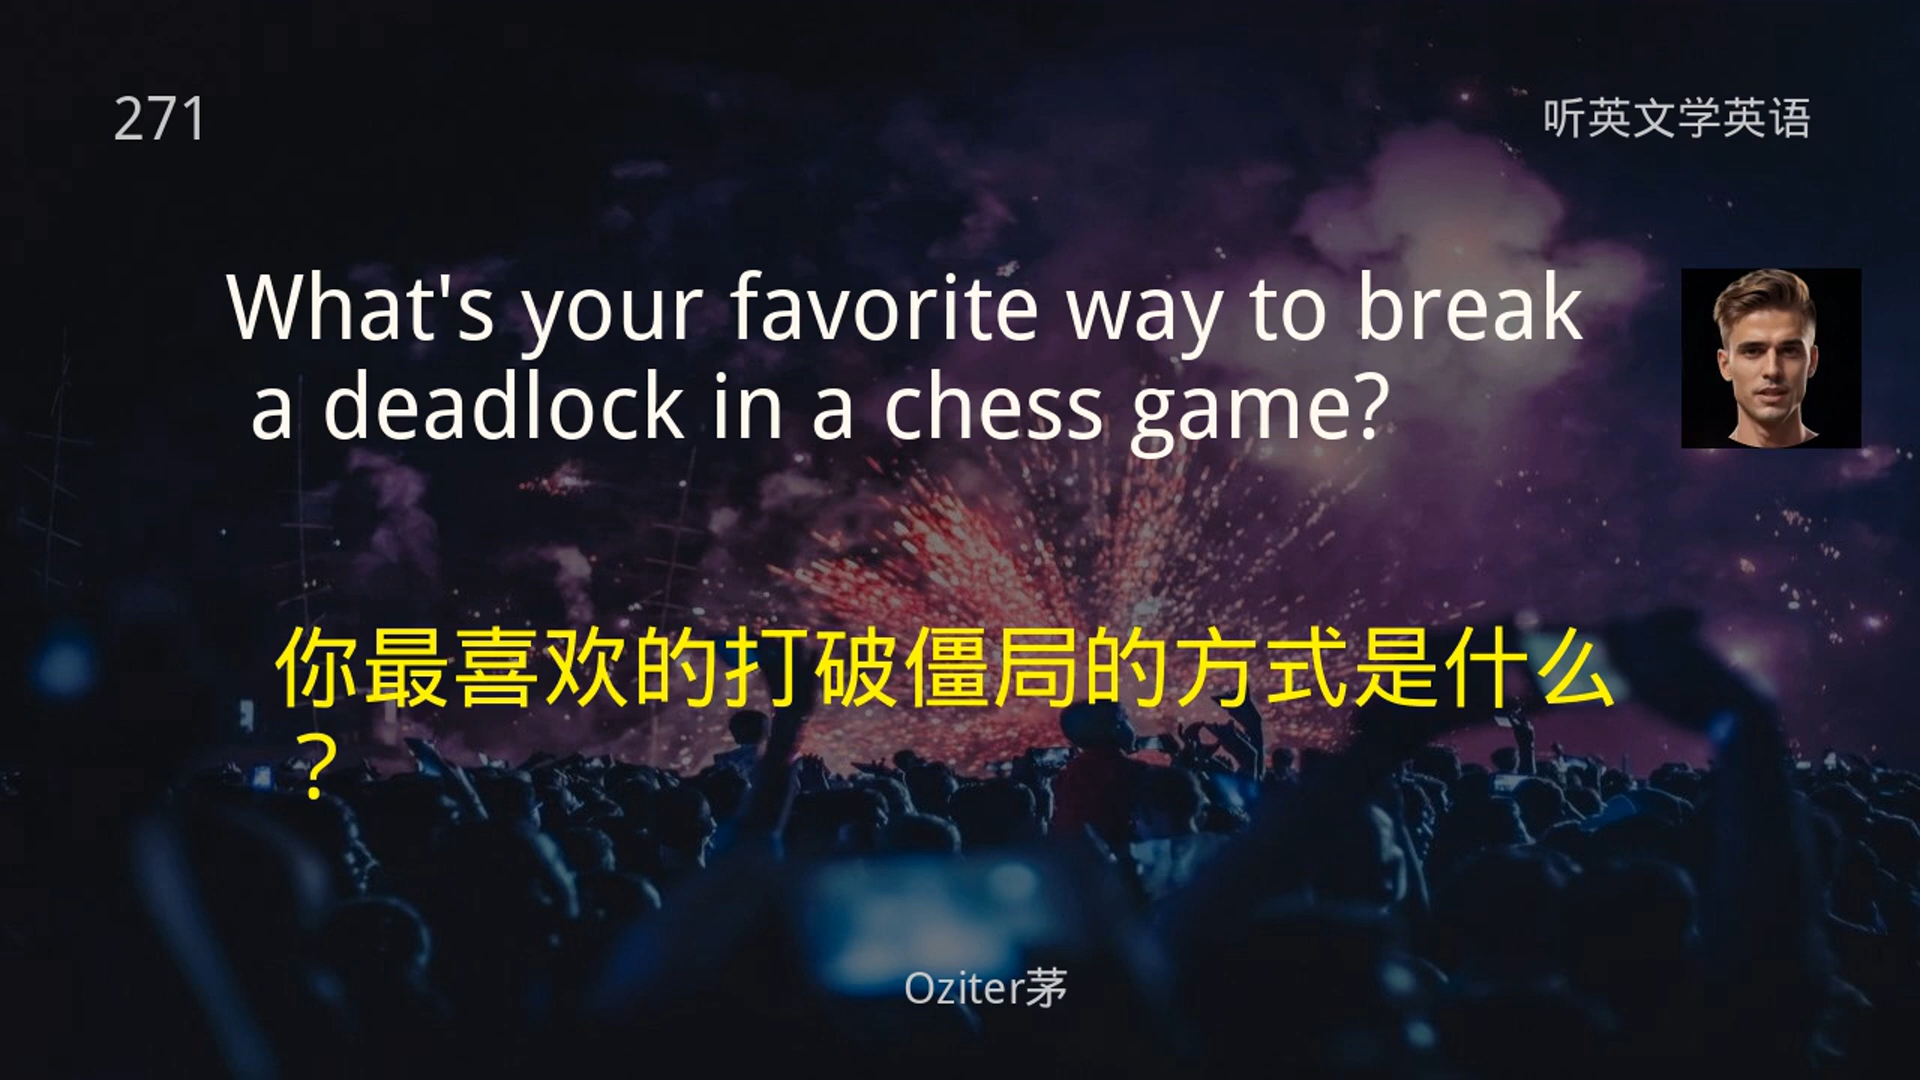 271
听英文学英语
What's your favorite way to break
a deadlock in a chess game?
你最喜欢的打破僵局的方式是什么
？
Oziter茅